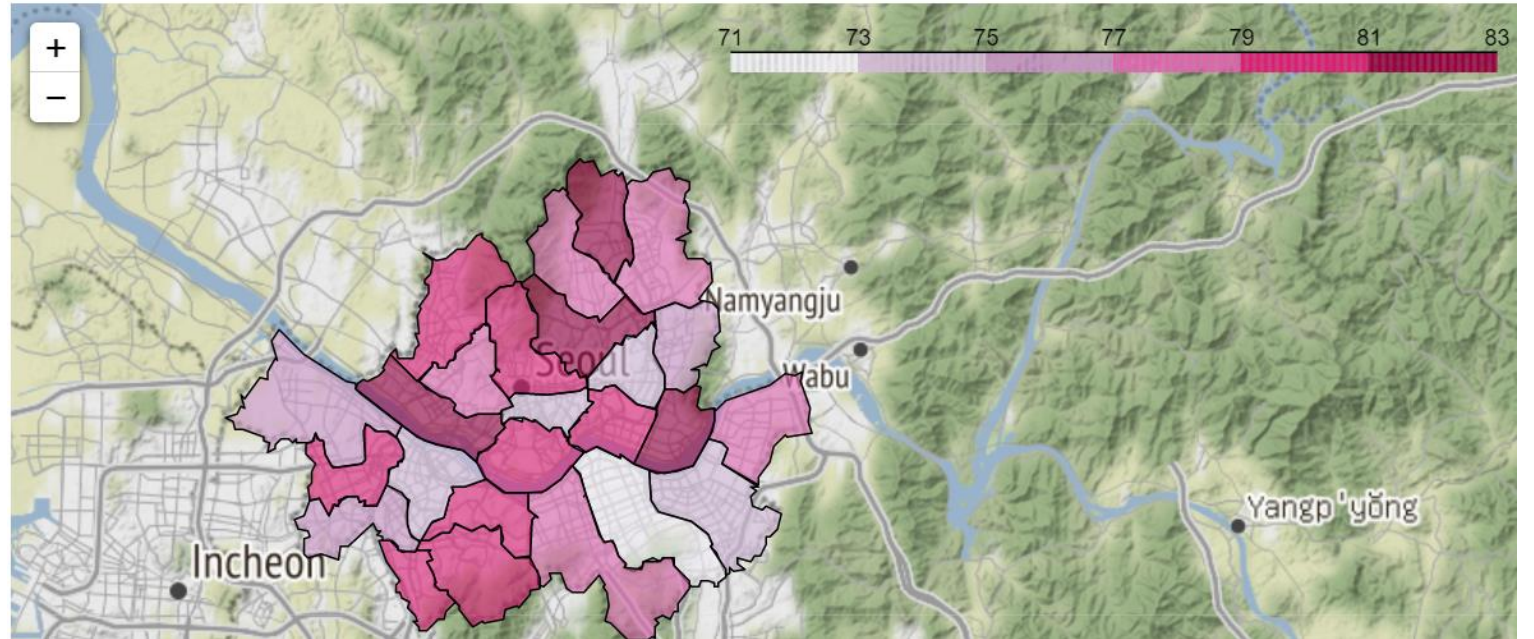 +
−
71 73 75 77 79 81 83
Namyangju
Seoul
Wabu
Yangp'yŏng
Incheon